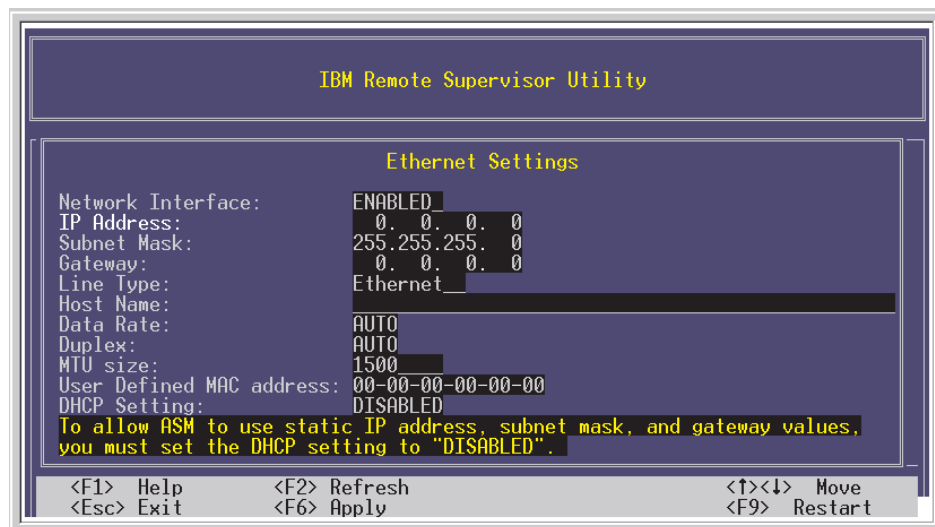 IBM Remote Supervisor Utility
Ethernet Settings
Network Interface: ENABLED_
IP Address: 0. 0. 0. 0
Subnet Mask: 255.255.255. 0
Gateway: 0. 0. 0. 0
Line Type: Ethernet__
Host Name:
Data Rate: AUTO
Duplex: AUTO
MTU size: 1500____
User Defined MAC address: 00-00-00-00-00-00
DHCP Setting: DISABLED
To allow ASM to use static IP address, subnet mask, and gateway values,
you must set the DHCP setting to "DISABLED".
<F1> Help <F2> Refresh <↑><↓> Move
<Esc> Exit <F6> Apply <F9> Restart